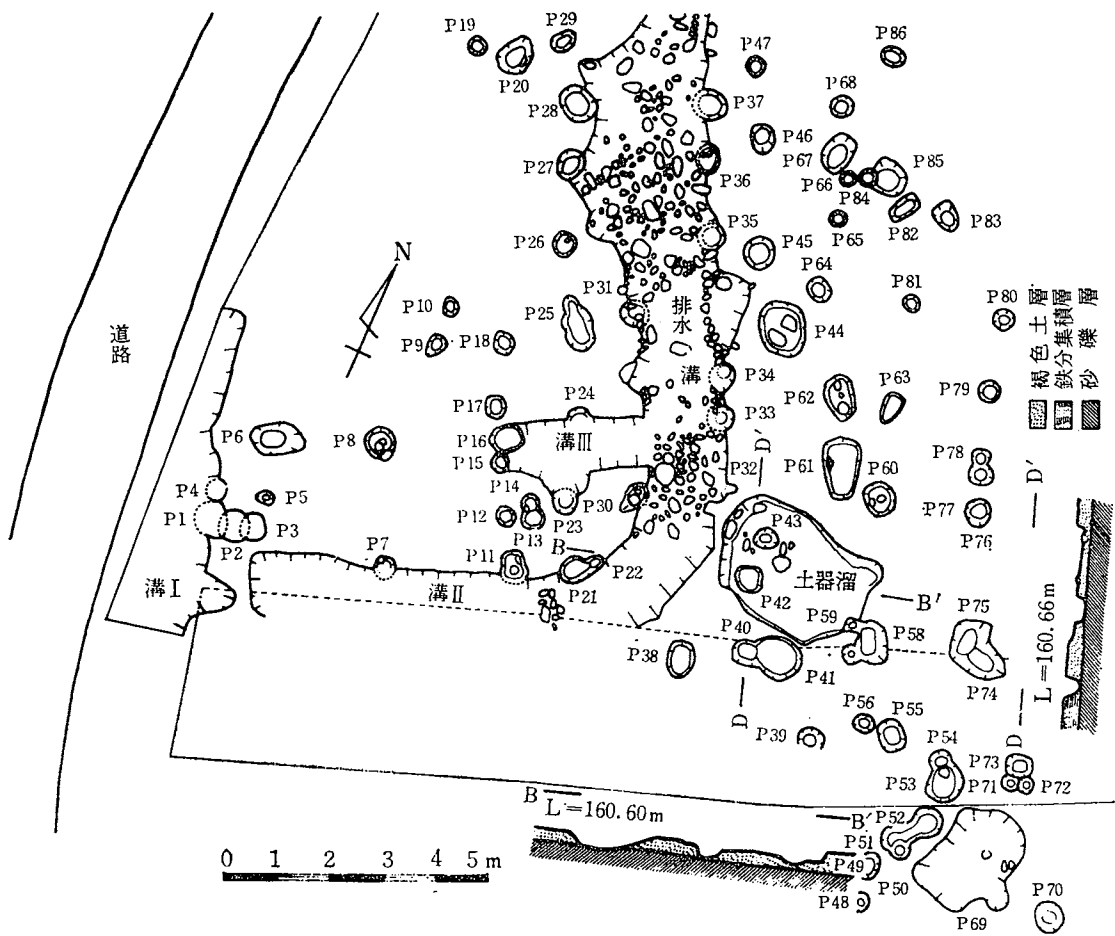 P19
P29
P20
P28
P27
P26
P47
P86
P37
P68
P46
P67
P85
P36
P66
P84
P35
P45
P65
P82
P83
N
P10
P9
P18
P25
P31
排水溝
P64
P44
P81
P80
道路
P34
P62
P63
P79
褐色土層
鉄分集積層
砂礫層
P17
P24
P33
P6
P8
P16
溝Ⅲ
D′
P15
P32
P61
P60
P78
D′
P4
P5
P14
P12
P23
P30
P43
P77
P1
P2
P3
P13
B
P76
P7
P11
P22
溝Ⅰ
溝Ⅱ
P21
土器溜
P42
B′
P59
P75
P40
P58
P38
P41
P74
L=160.66m
D
P39
P56
P55
P54
D
P73
P53
P71
P72
B
L=160.60m
B′
P52
P51
P49
P50
P48
P69
P70
0 1 2 3 4 5m